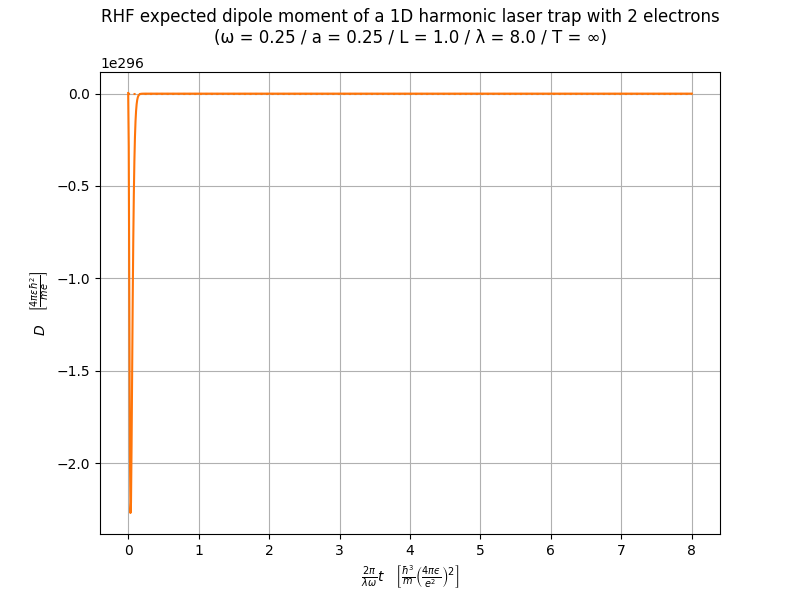 RHF expected dipole moment of a 1D harmonic laser trap with 2 electrons
(ω = 0.25 / a = 0.25 / L = 1.0 / λ = 8.0 / T = ∞)
1e296
0.0
−0.5
−1.0
−1.5
−2.0
D [4πεħ²/me]
0 1 2 3 4 5 6 7 8
2π/λω t [ħ³/m (4πϵ/e²)²]